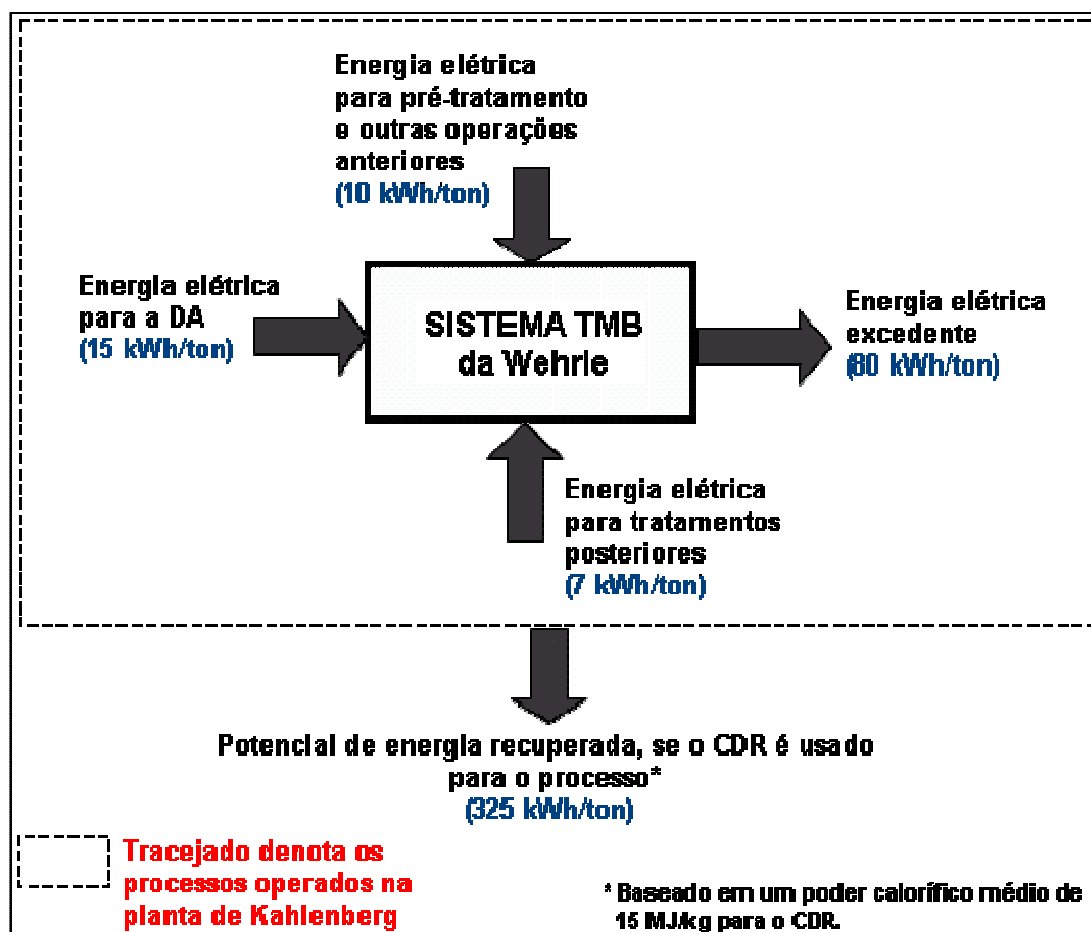 Energia elétrica
para pré-tratamento
e outras operações
anteriores
(10 kWh/ton)
Energia elétrica
para a DA
(15 kWh/ton)
SISTEMA TMB
da Wehrle
Energia elétrica
excedente
(80 kWh/ton)
Energia elétrica
para tratamentos
posteriores
(7 kWh/ton)
Potencial de energia recuperada, se o CDR é usado
para o processo*
(325 kWh/ton)
Tracejado denota os
processos operados na
planta de Kahlenberg
* Baseado em um poder calorífico médio de
15 MJ/kg para o CDR.